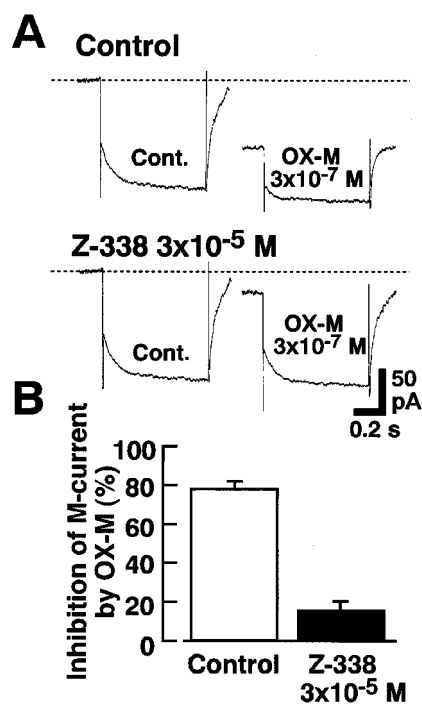 A
Control
Cont.
OX-M
3x10-7 M
Z-338 3x10-5 M
Cont.
OX-M
3x10-7 M
50
pA
0.2 s
B
Inhibition of M-current
by OX-M (%)
100
80
60
40
20
0
Control
Z-338
3x10-5 M